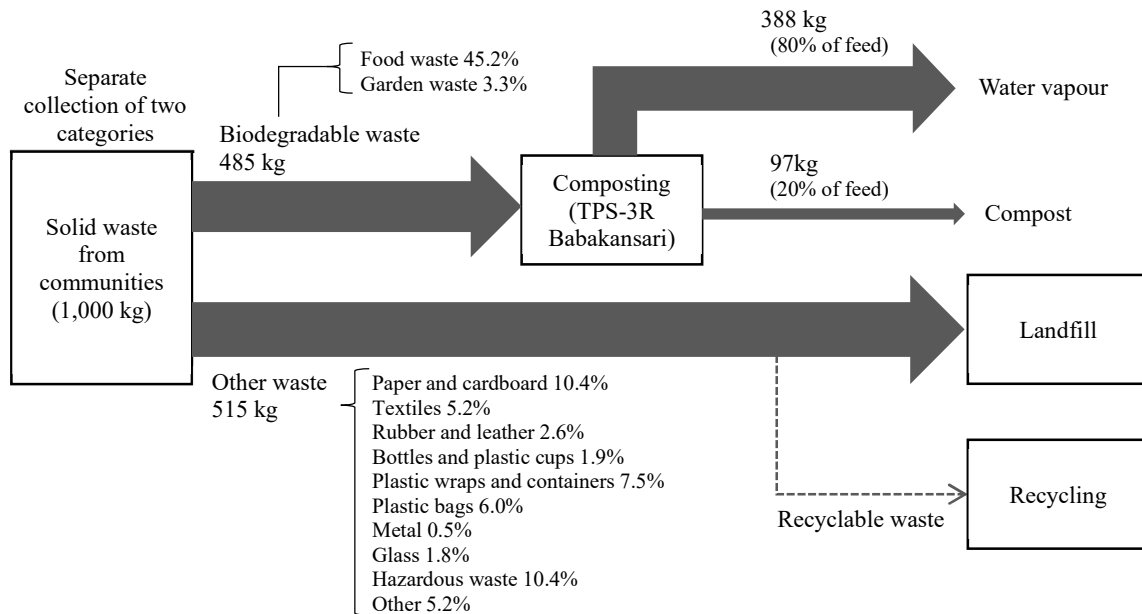 Separate
collection of two
categories
Solid waste
from
communities
(1,000 kg)
Food waste 45.2%
Garden waste 3.3%
Biodegradable waste
485 kg
Composting
(TPS-3R
Babakansari)
388 kg
(80% of feed)
Water vapour
97kg
(20% of feed)
Compost
Landfill
Other waste
515 kg
Paper and cardboard 10.4%
Textiles 5.2%
Rubber and leather 2.6%
Bottles and plastic cups 1.9%
Plastic wraps and containers 7.5%
Plastic bags 6.0%
Metal 0.5%
Glass 1.8%
Hazardous waste 10.4%
Other 5.2%
Recyclable waste
Recycling